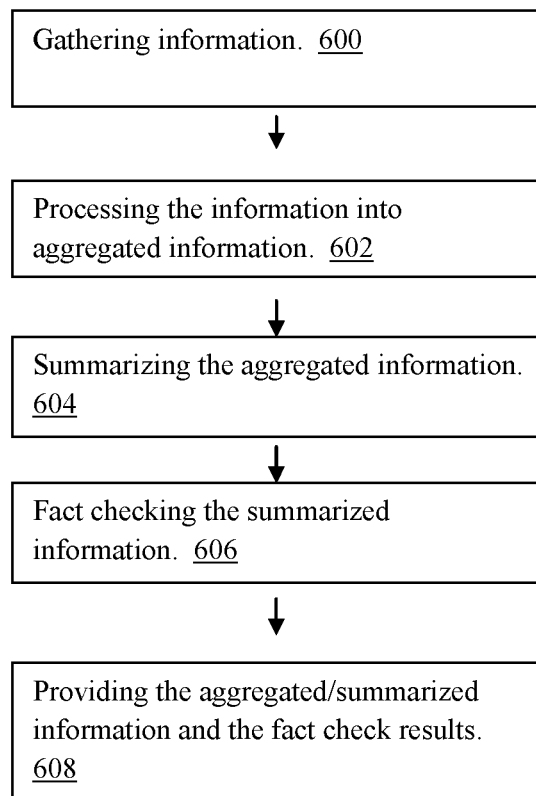 Gathering information. 600
Processing the information into
aggregated information. 602
Summarizing the aggregated information.
604
Fact checking the summarized
information. 606
Providing the aggregated/summarized
information and the fact check results.
608